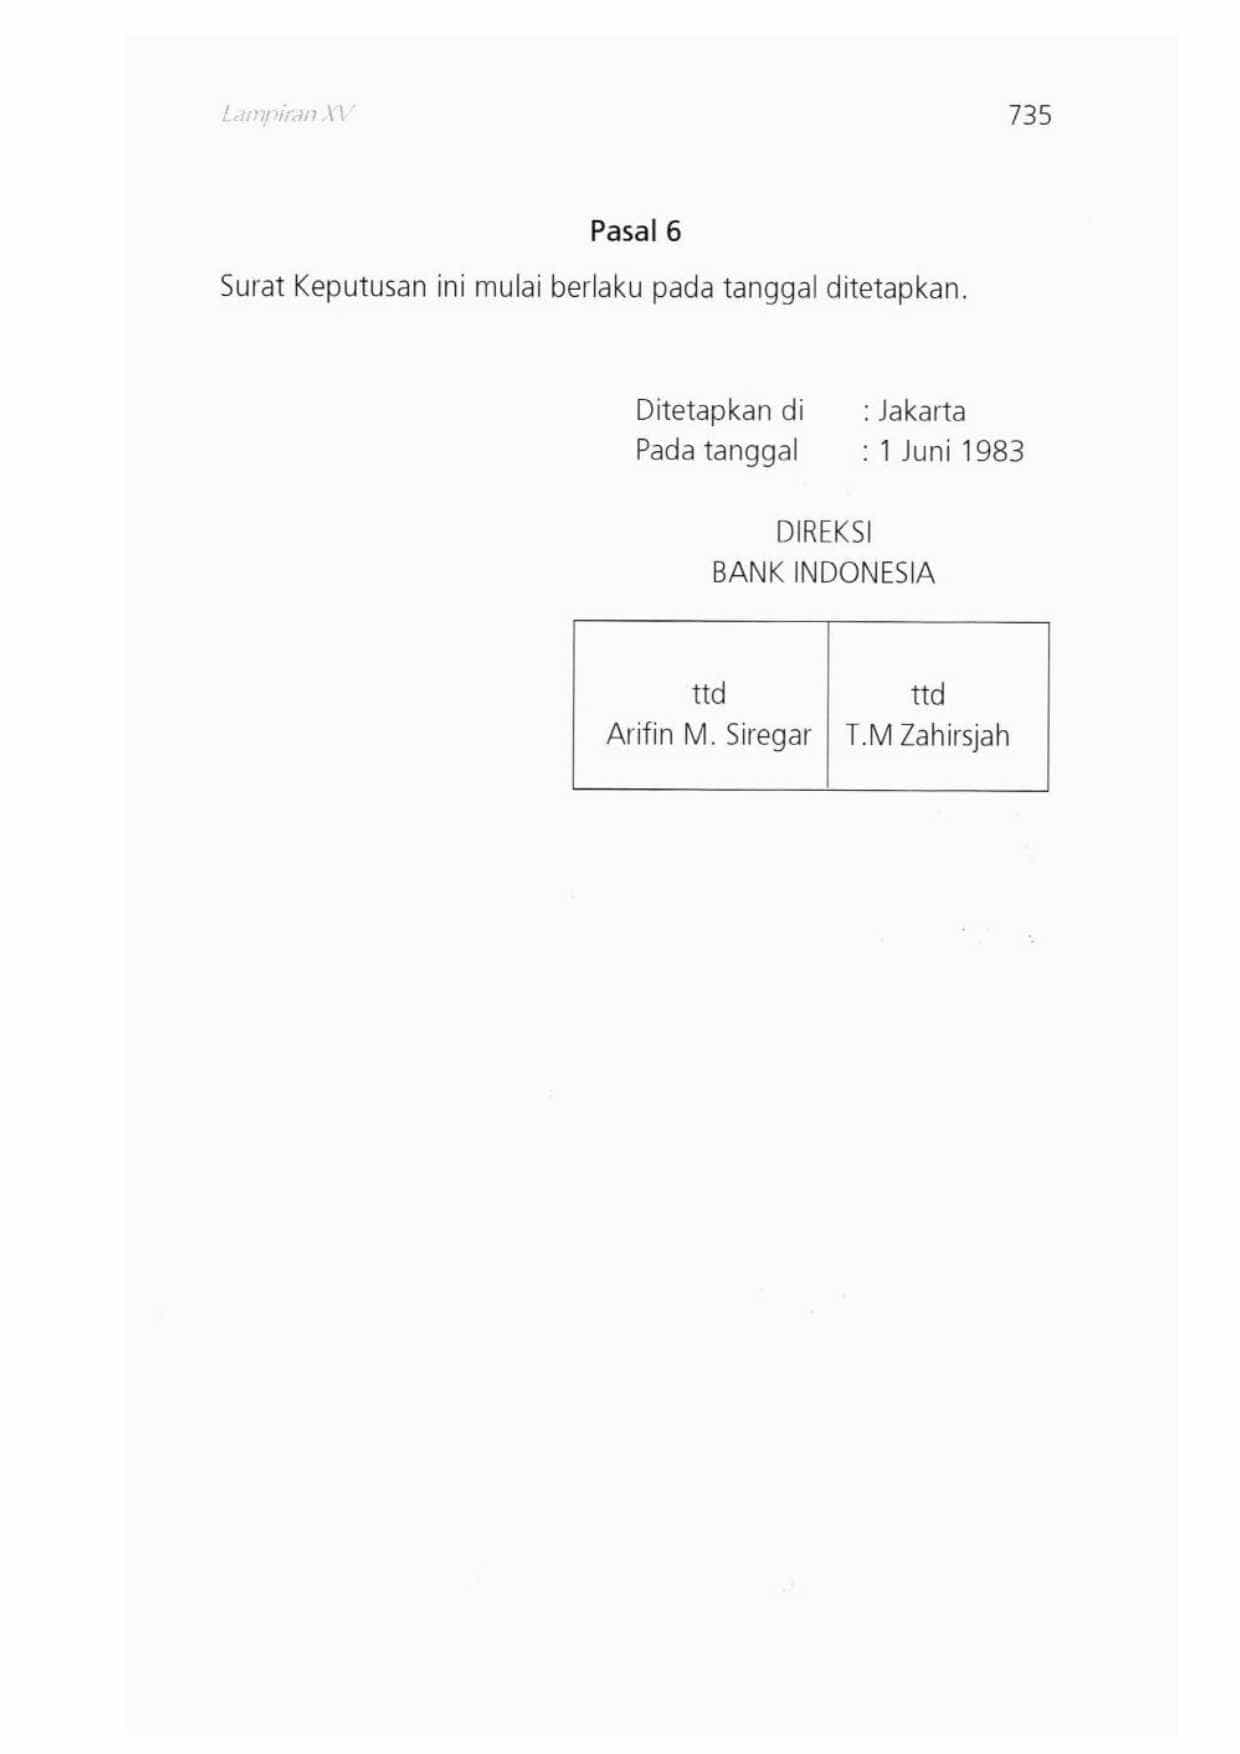 Lampiran XV 735
Pasal 6
Surat Keputusan ini mulai berlaku pada tanggal ditetapkan.
Ditetapkan di : Jakarta
Pada tanggal : 1 Juni 1983
DIREKSI
BANK INDONESIA
ttd ttd
Arifin M. Siregar T.M Zahirsjah